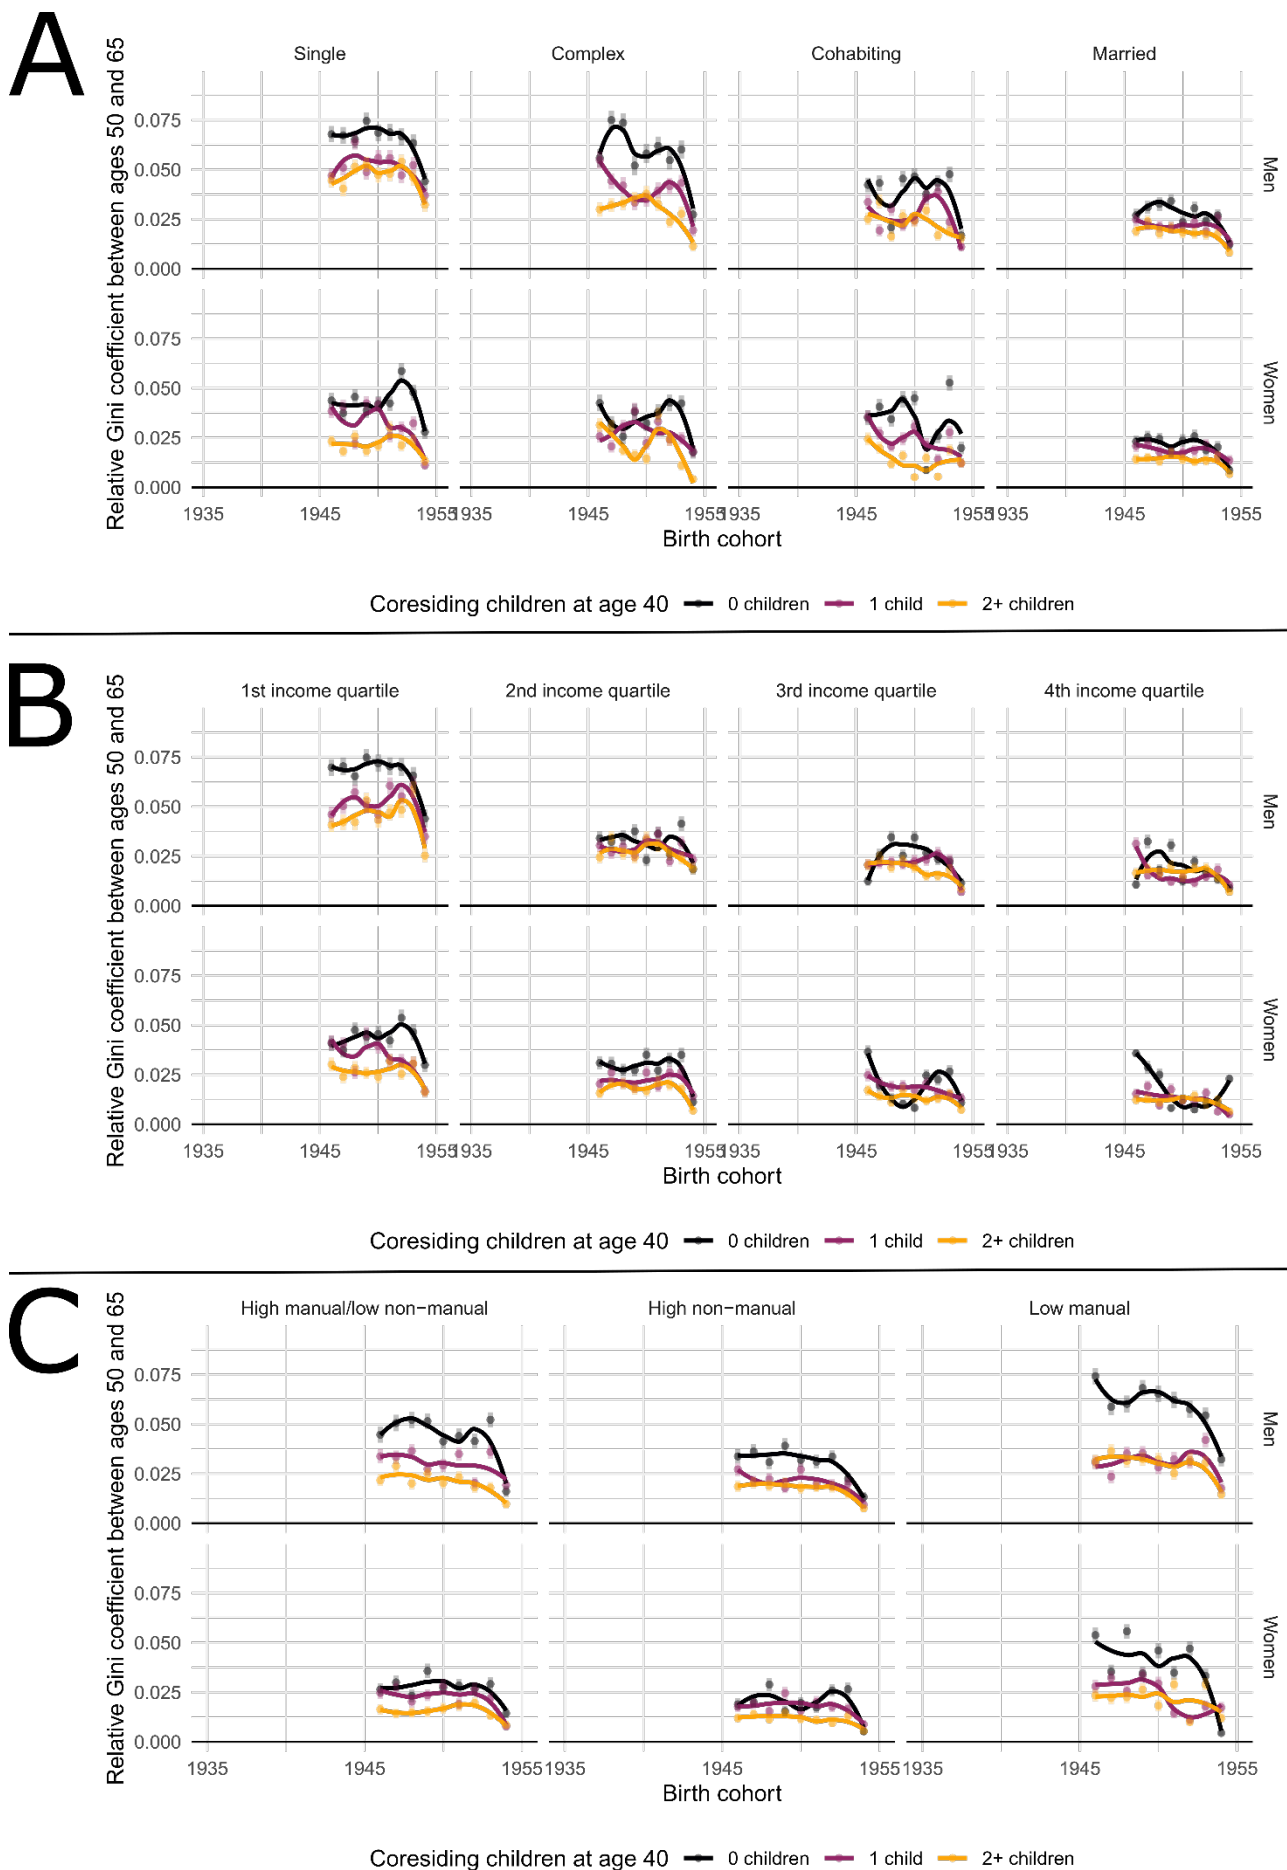 A
Single Complex Cohabiting Married
Relative Gini coefficient between ages 50 and 65
0.075
0.050
0.025
0.000
Men
0.075
0.050
0.025
0.000
Women
1935 1945 1955 1935 1945 1955 1935 1945 1955 1935 1945 1955
Birth cohort
Coresiding children at age 40 0 children 1 child 2+ children
B
1st income quartile 2nd income quartile 3rd income quartile 4th income quartile
Relative Gini coefficient between ages 50 and 65
0.075
0.050
0.025
0.000
Men
0.075
0.050
0.025
0.000
Women
1935 1945 1955 1935 1945 1955 1935 1945 1955 1935 1945 1955
Birth cohort
Coresiding children at age 40 0 children 1 child 2+ children
C
High manual/low non−manual High non−manual Low manual
Relative Gini coefficient between ages 50 and 65
0.075
0.050
0.025
0.000
Men
0.075
0.050
0.025
0.000
Women
1935 1945 1955 1935 1945 1955 1935 1945 1955
Birth cohort
Coresiding children at age 40 0 children 1 child 2+ children